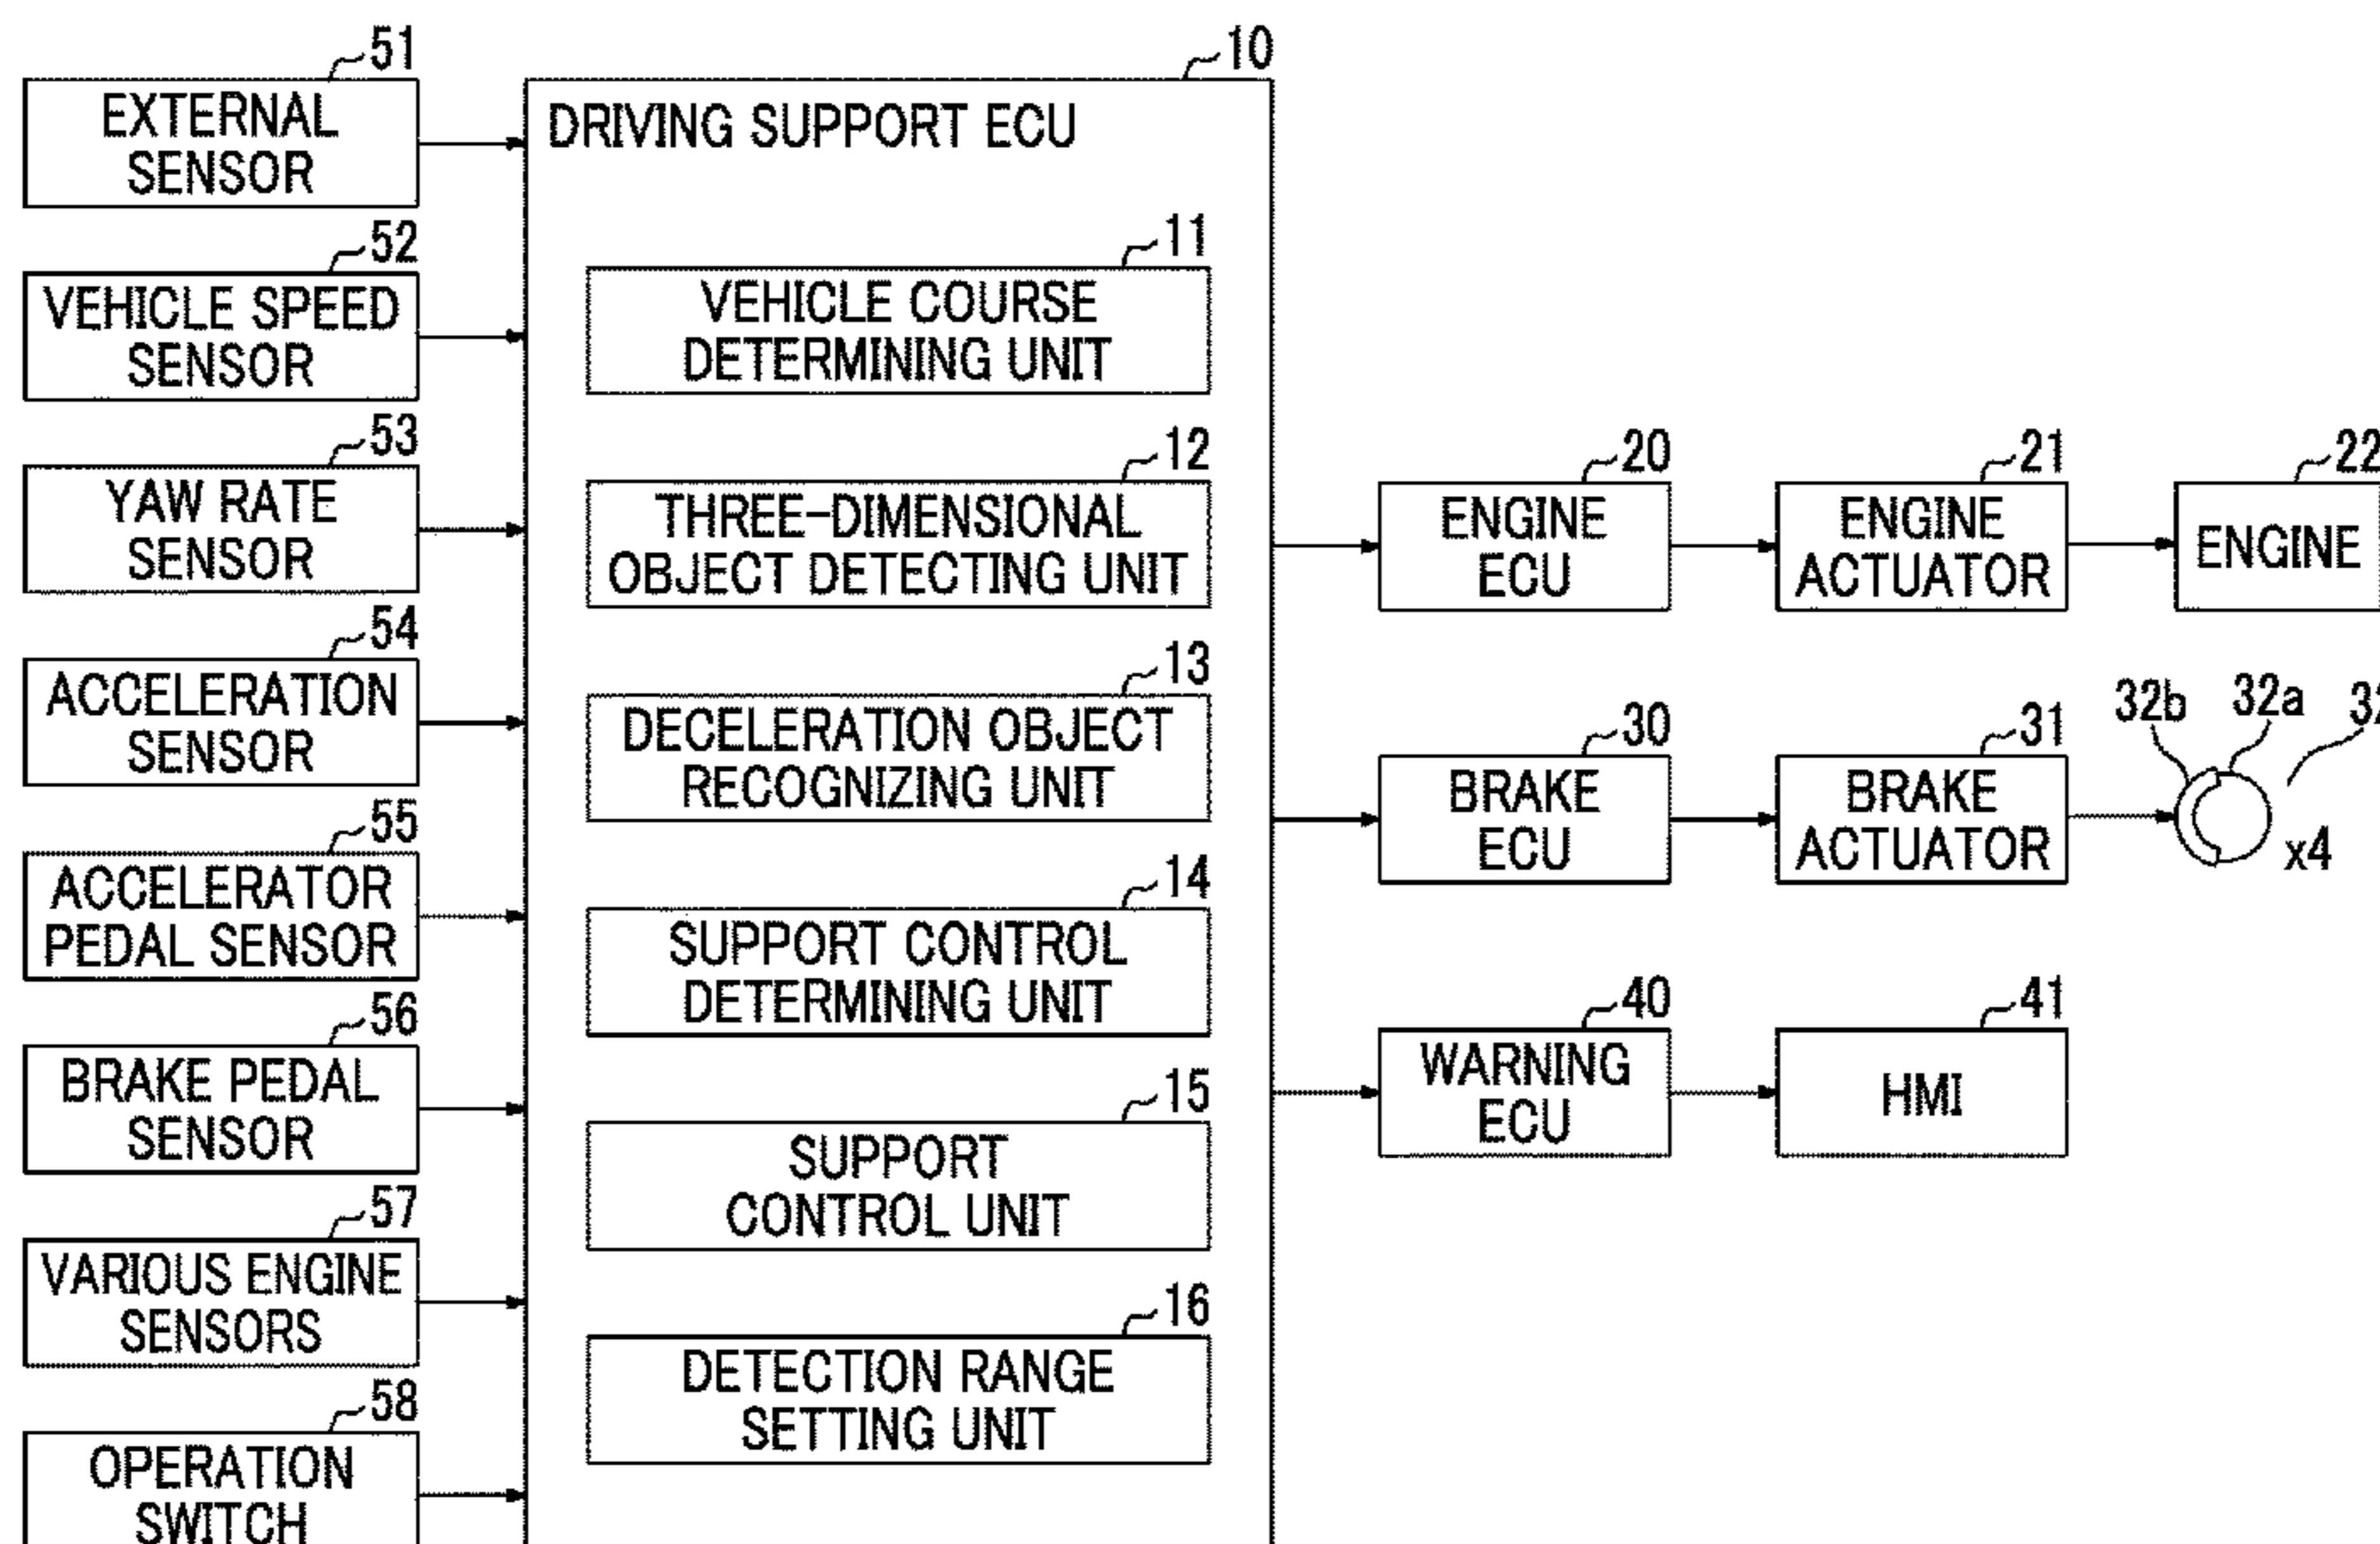 51
EXTERNAL
SENSOR
52
VEHICLE SPEED
SENSOR
53
YAW RATE
SENSOR
54
ACCELERATION
SENSOR
55
ACCELERATOR
PEDAL SENSOR
56
BRAKE PEDAL
SENSOR
57
VARIOUS ENGINE
SENSORS
58
OPERATION
SWITCH
10
DRIVING SUPPORT ECU
11
VEHICLE COURSE
DETERMINING UNIT
12
THREE-DIMENSIONAL
OBJECT DETECTING UNIT
13
DECELERATION OBJECT
RECOGNIZING UNIT
14
SUPPORT CONTROL
DETERMINING UNIT
15
SUPPORT
CONTROL UNIT
16
DETECTION RANGE
SETTING UNIT
20
ENGINE
ECU
21
ENGINE
ACTUATOR
22
ENGINE
30
BRAKE
ECU
31
BRAKE
ACTUATOR
32b
32a
32
x4
40
WARNING
ECU
41
HMI